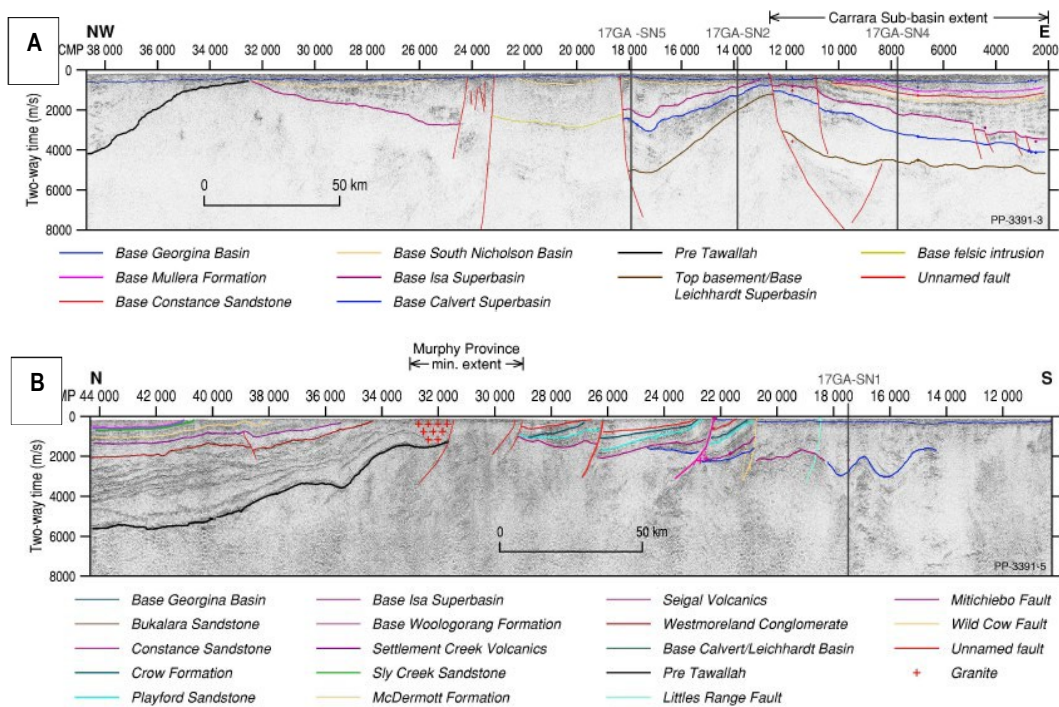 A
NW
Carrara Sub-basin extent
17GA -SN5 17GA-SN2 17GA-SN4 E
CMP 38 000 36 000 34 000 32 000 30 000 28 000 26 000 24 000 22 000 20 000 18 000 16 000 14 000 12 000 10 000 8 000 6 000 4 000 2000
0
2000
4000
6000
8000
Two-way time (m/s)
0 50 km
PP-3391-3
Base Georgina Basin Base South Nicholson Basin Pre Tawallah Base felsic intrusion
Base Mullera Formation Base Isa Superbasin Top basement/Base Unnamed fault
Base Constance Sandstone Base Calvert Superbasin Leichhardt Superbasin
Murphy Province
B
N min. extent 17GA-SN1 S
MP 44 000 42 000 40 000 38 000 36 000 34 000 32 000 30 000 28 000 26 000 24 000 22 000 20 000 18 000 16 000 14 000 12 000
0
2000
4000
6000
8000
Two-way time (m/s)
0 50 km
PP-3391-5
Base Georgina Basin Base Isa Superbasin Seigal Volcanics Mitichiebo Fault
Bukalara Sandstone Base Woologorang Formation Westmoreland Conglomerate Wild Cow Fault
Constance Sandstone Settlement Creek Volcanics Base Calvert/Leichhardt Basin Unnamed fault
Crow Formation Sly Creek Sandstone Pre Tawallah Granite
Playford Sandstone McDermott Formation Littles Range Fault